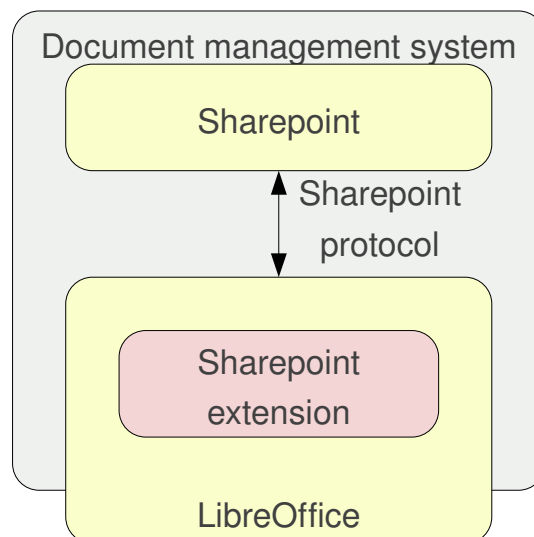 Document management system
Sharepoint
Sharepoint
protocol
Sharepoint
extension
LibreOffice